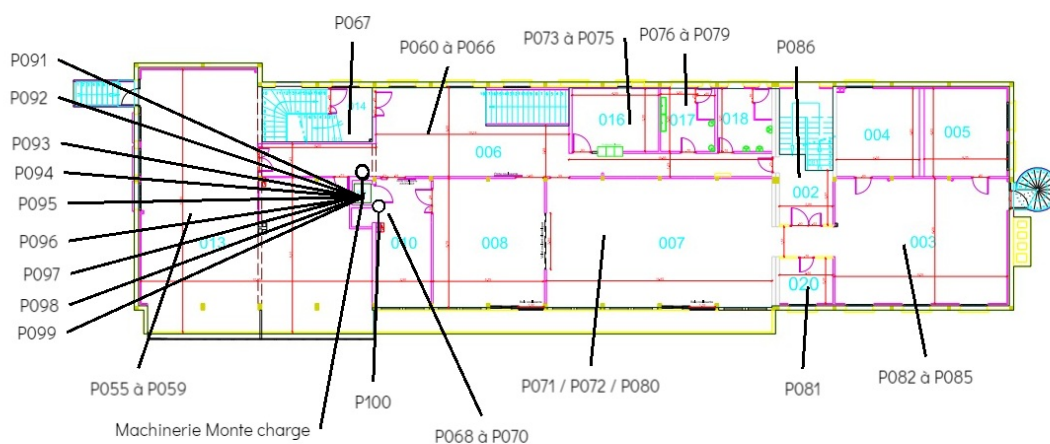 P067
P060 à P066
P073 à P075
P076 à P079
P086
P091
P092
P093
P094
P095
P096
P097
P098
P099
014
016
017
018
004
005
006
002
013
010
008
007
003
020
P055 à P059
Machinerie Monte charge
P100
P068 à P070
P071 / P072 / P080
P081
P082 à P085